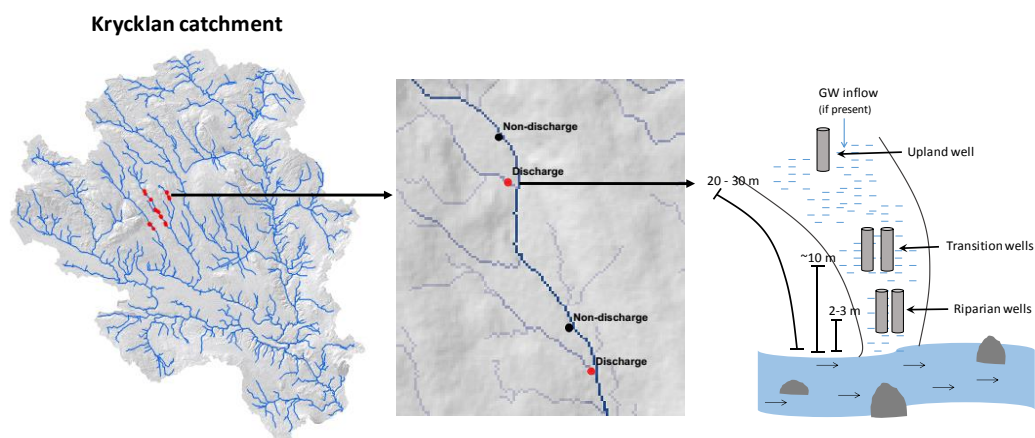 Krycklan catchment
Non-discharge
Discharge
Non-discharge
Discharge
GW inflow
(if present)
Upland well
20 - 30 m
Transition wells
~10 m
Riparian wells
2-3 m